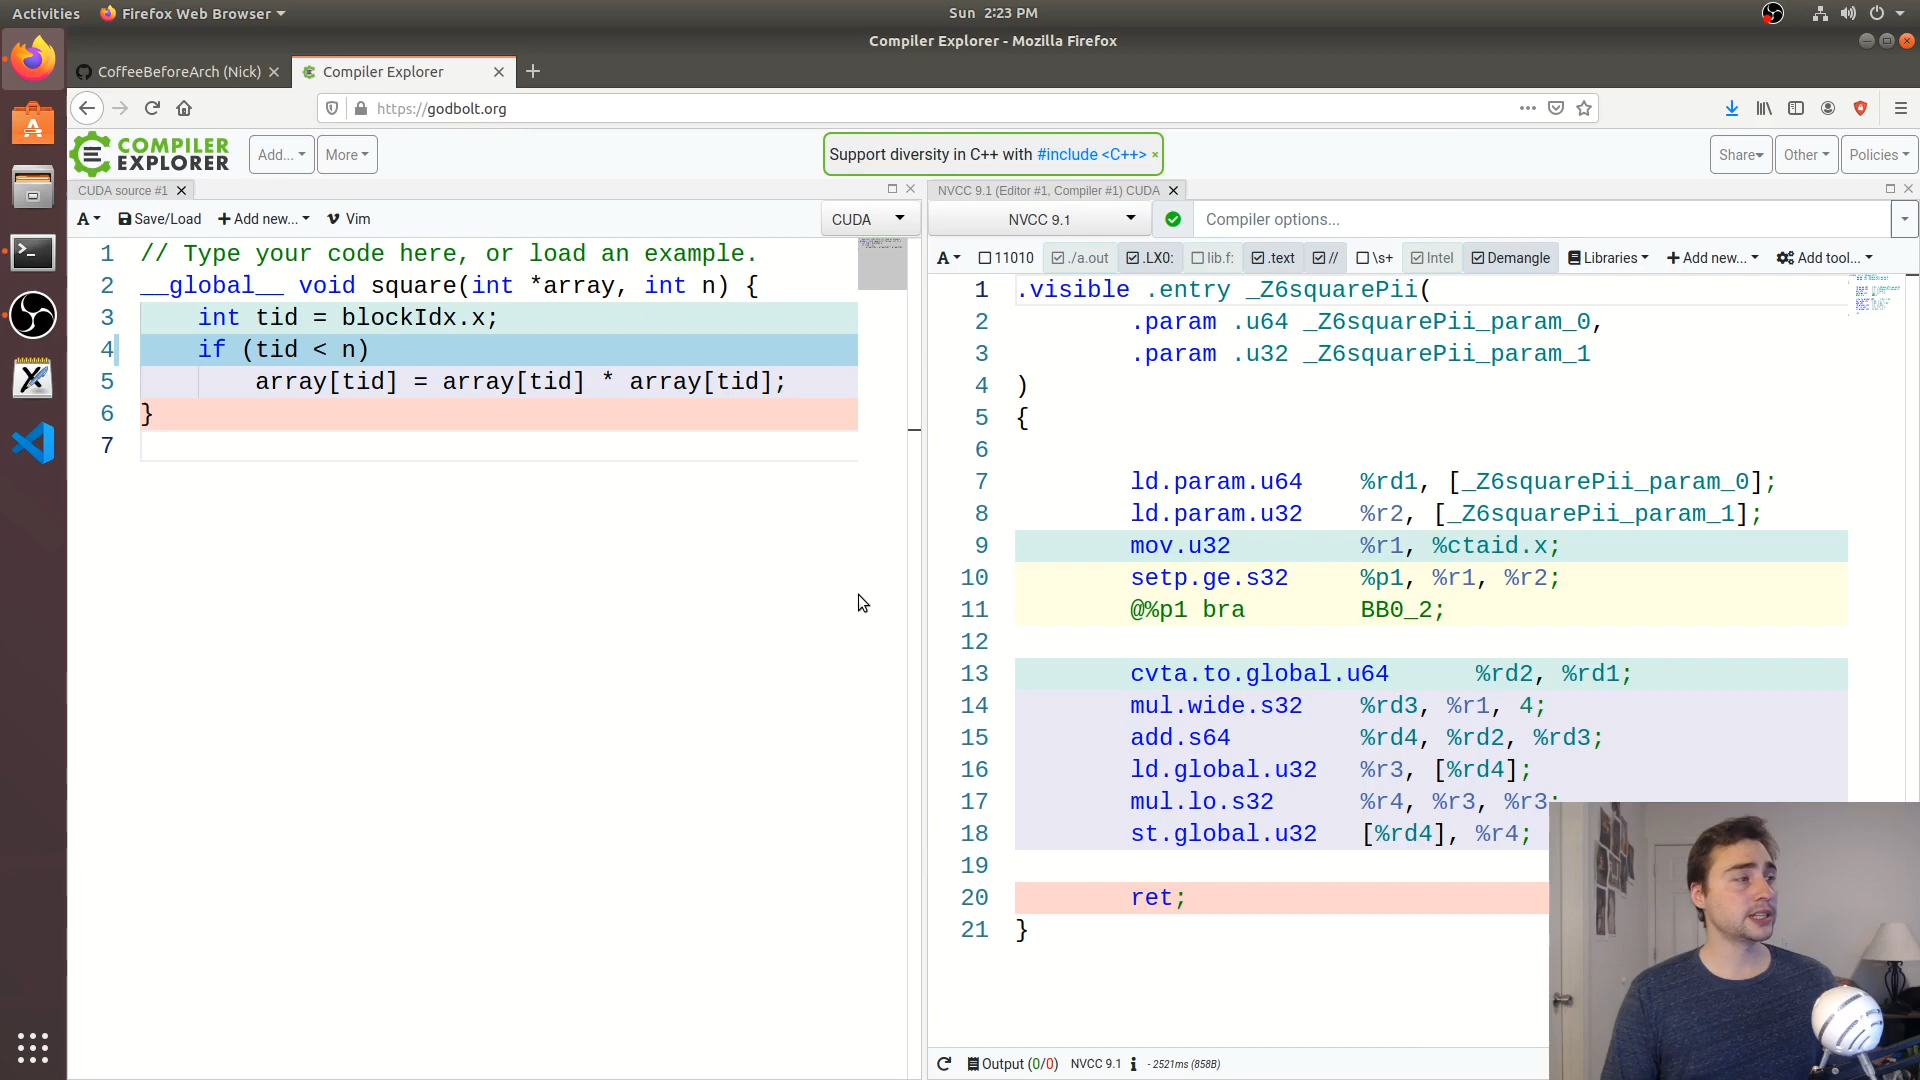 Activities
Firefox Web Browser
Sun 2:23 PM
Compiler Explorer - Mozilla Firefox
CoffeeBeforeArch (Nick)
Compiler Explorer
https://godbolt.org
COMPILER
EXPLORER
Add...
More
Support diversity in C++ with #include <C++> ×
Share
Other
Policies
CUDA source #1
A
Save/Load
Add new...
Vim
CUDA
1 // Type your code here, or load an example.
2 __global__ void square(int *array, int n) {
3 int tid = blockIdx.x;
4 if (tid < n)
5 array[tid] = array[tid] * array[tid];
6 }
7
NVCC 9.1 (Editor #1, Compiler #1) CUDA
NVCC 9.1
Compiler options...
A
11010
./a.out
.LX0:
lib.f:
.text
//
\s+
Intel
Demangle
Libraries
Add new...
Add tool...
1 .visible .entry _Z6squarePii(
2 .param .u64 _Z6squarePii_param_0,
3 .param .u32 _Z6squarePii_param_1
4 )
5 {
6
7 ld.param.u64 %rd1, [_Z6squarePii_param_0];
8 ld.param.u32 %r2, [_Z6squarePii_param_1];
9 mov.u32 %r1, %ctaid.x;
10 setp.ge.s32 %p1, %r1, %r2;
11 @%p1 bra BB0_2;
12
13 cvta.to.global.u64 %rd2, %rd1;
14 mul.wide.s32 %rd3, %r1, 4;
15 add.s64 %rd4, %rd2, %rd3;
16 ld.global.u32 %r3, [%rd4];
17 mul.lo.s32 %r4, %r3, %r3;
18 st.global.u32 [%rd4], %r4;
19
20 ret;
21 }
Output (0/0) NVCC 9.1 i - 2521ms (858B)